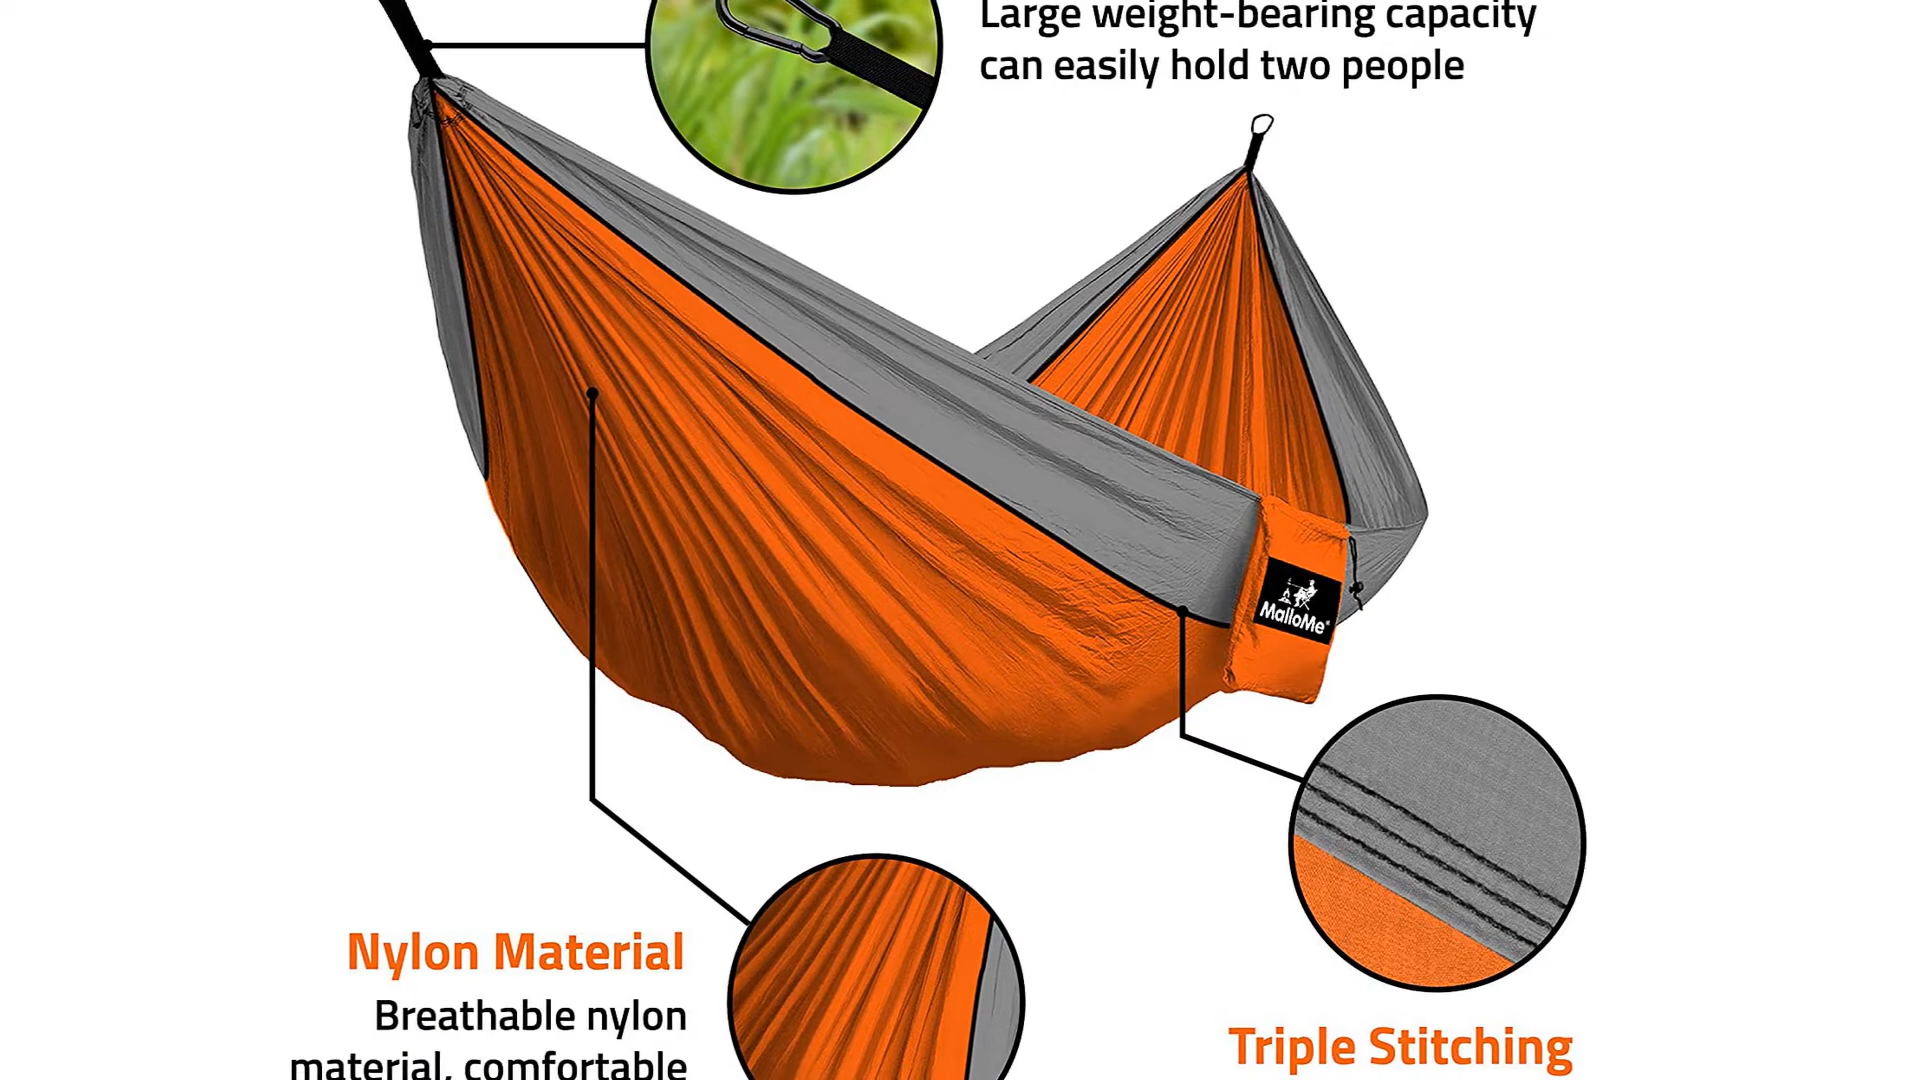 Large weight-bearing capacity
can easily hold two people
MalloMe
Nylon Material
Breathable nylon
material, comfortable
Triple Stitching